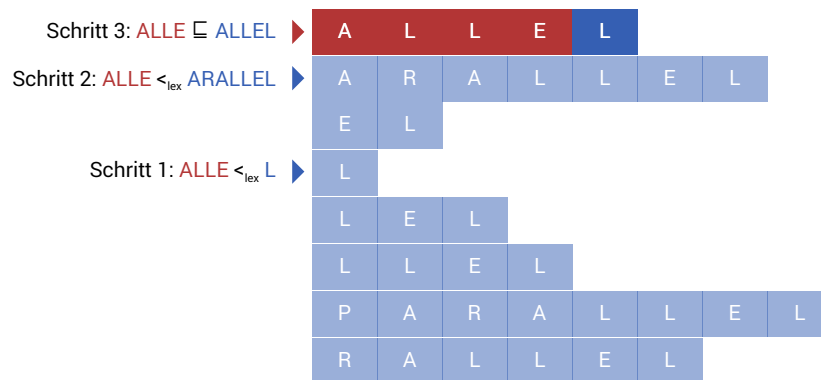 Schritt 3: ALLE ⊑ ALLEL A L L E L
Schritt 2: ALLE <lex ARALLEL A R A L L E L
E L
Schritt 1: ALLE <lex L L
L E L
L L E L
P A R A L L E L
R A L L E L